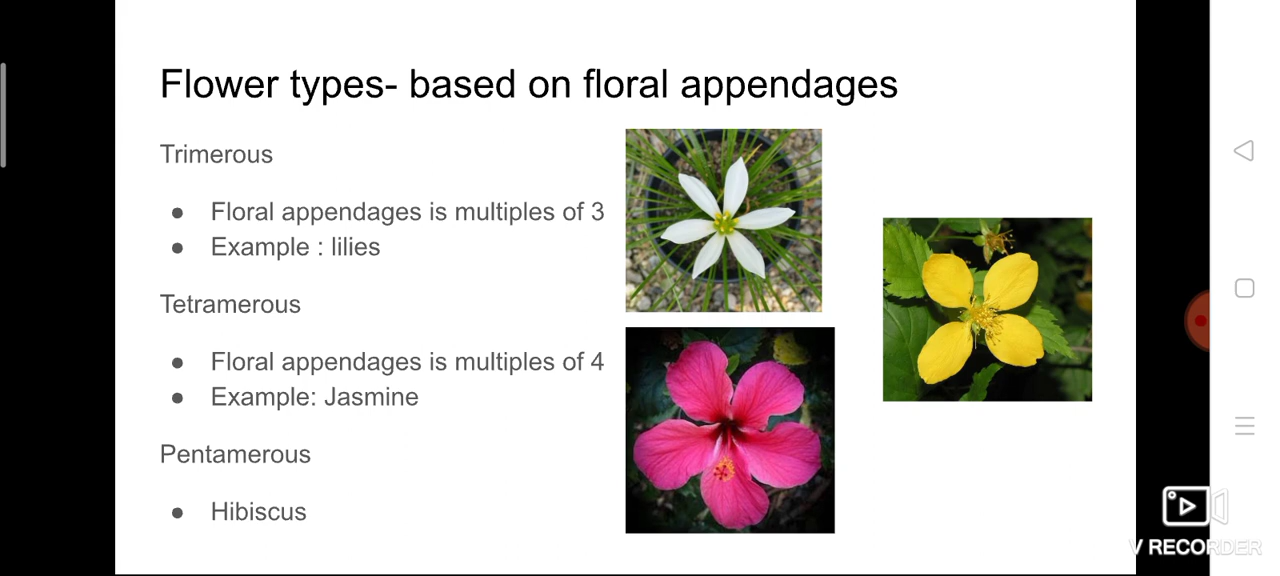 Flower types- based on floral appendages
Trimerous
● Floral appendages is multiples of 3
● Example : lilies
Tetramerous
● Floral appendages is multiples of 4
● Example: Jasmine
Pentamerous
● Hibiscus
V RECORDER